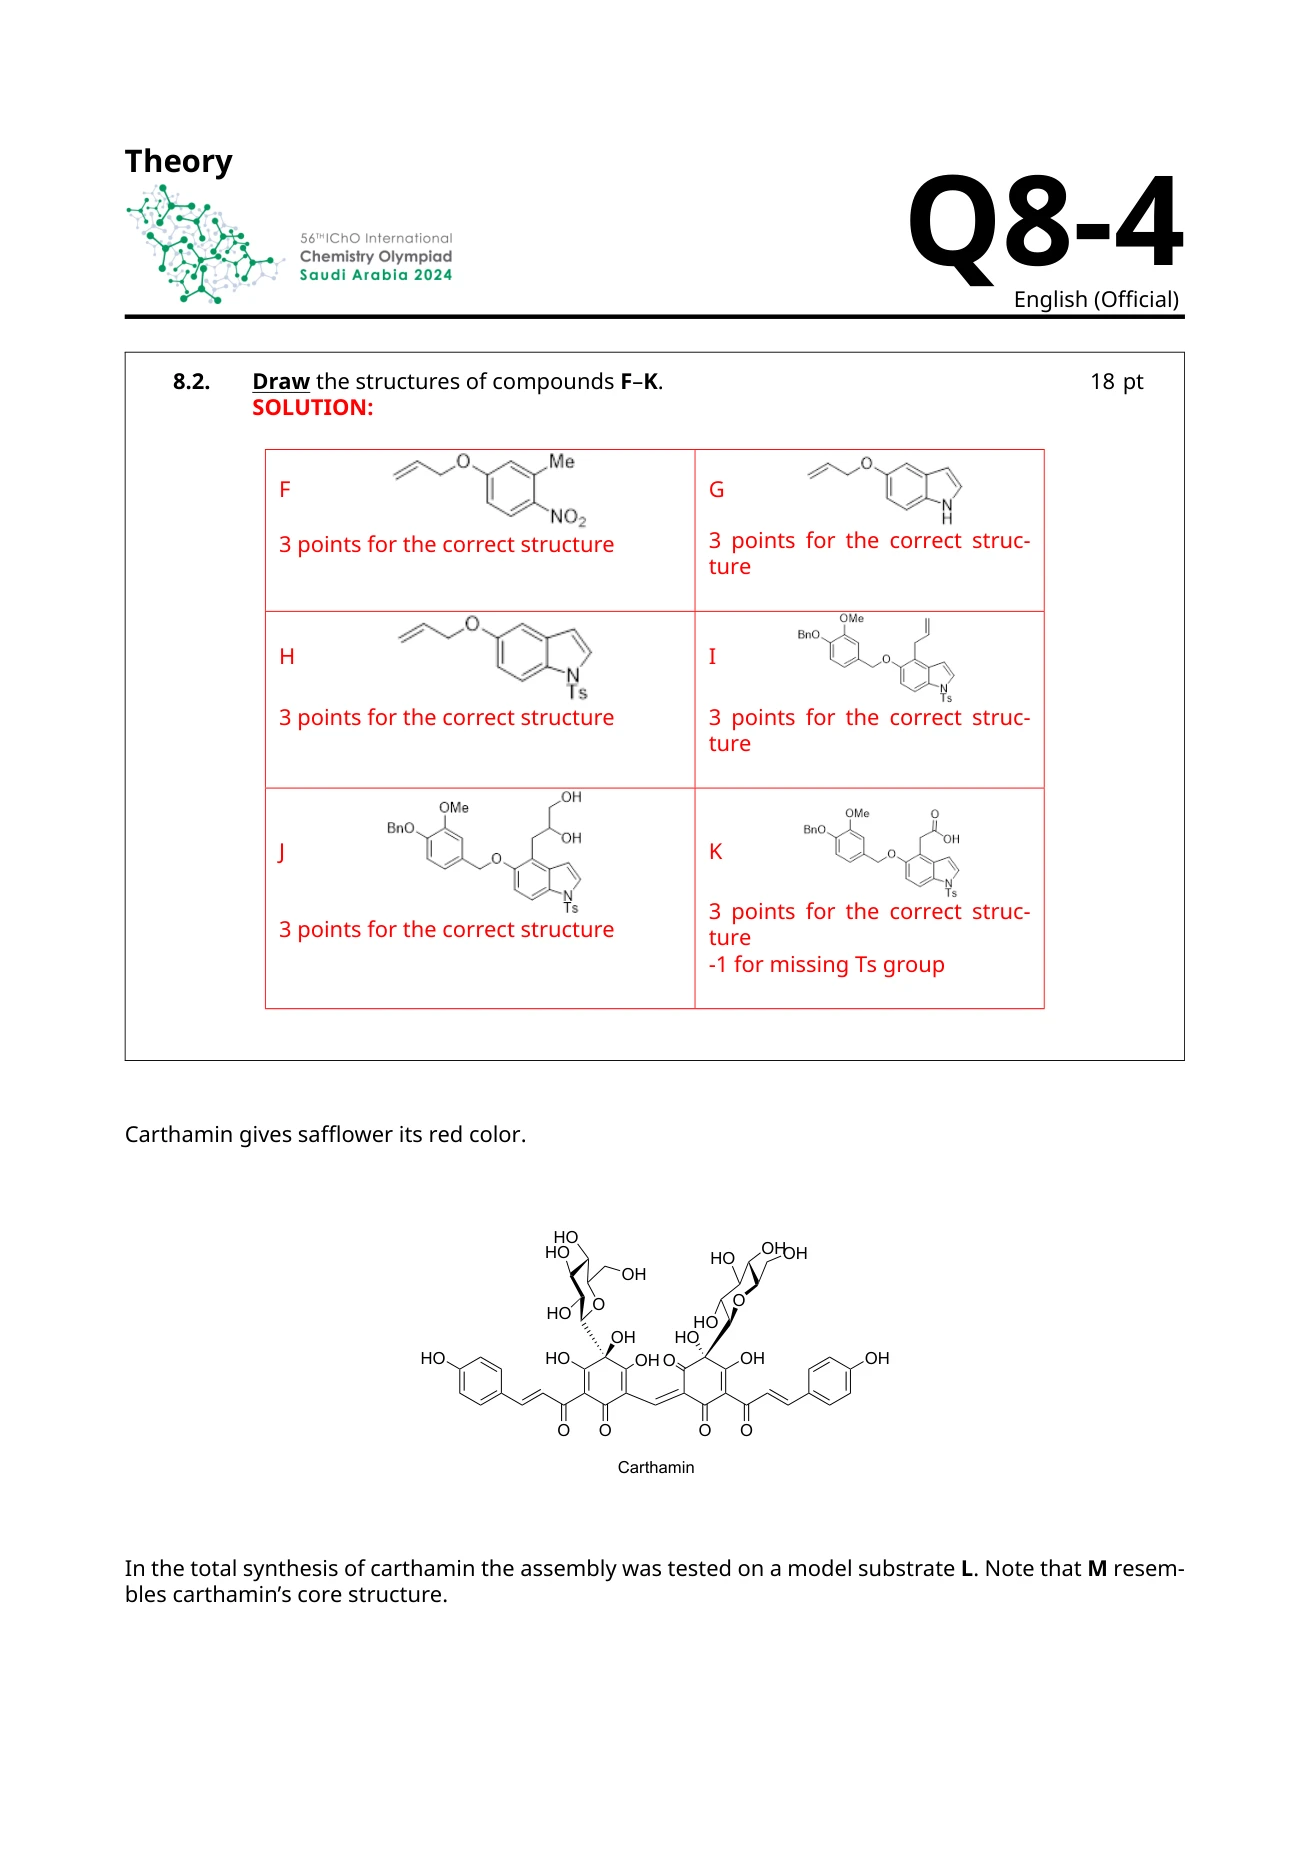 Theory
56THIChO International
Chemistry Olympiad
Saudi Arabia 2024
Q8-4
English (Official)
8.2. Draw the structures of compounds F–K. 18 pt
SOLUTION:
O Me
F
NO2
3 points for the correct structure
O
G
N
H
3 points for the correct struc-
ture
O
H
N
Ts
3 points for the correct structure
OMe
BnO
I
O
N
Ts
3 points for the correct struc-
ture
OH
OMe
BnO
OH
J
O
N
Ts
3 points for the correct structure
O
OMe
BnO
OH
K
O
N
Ts
3 points for the correct struc-
ture
-1 for missing Ts group
Carthamin gives safflower its red color.
HO
HO
OH
O
HO
HO
OH
OH
O
HO
OH
HO
HO
HO
OH
OH
O
OH
OH
O
O
O
O
Carthamin
In the total synthesis of carthamin the assembly was tested on a model substrate L. Note that M resem-
bles carthamin’s core structure.